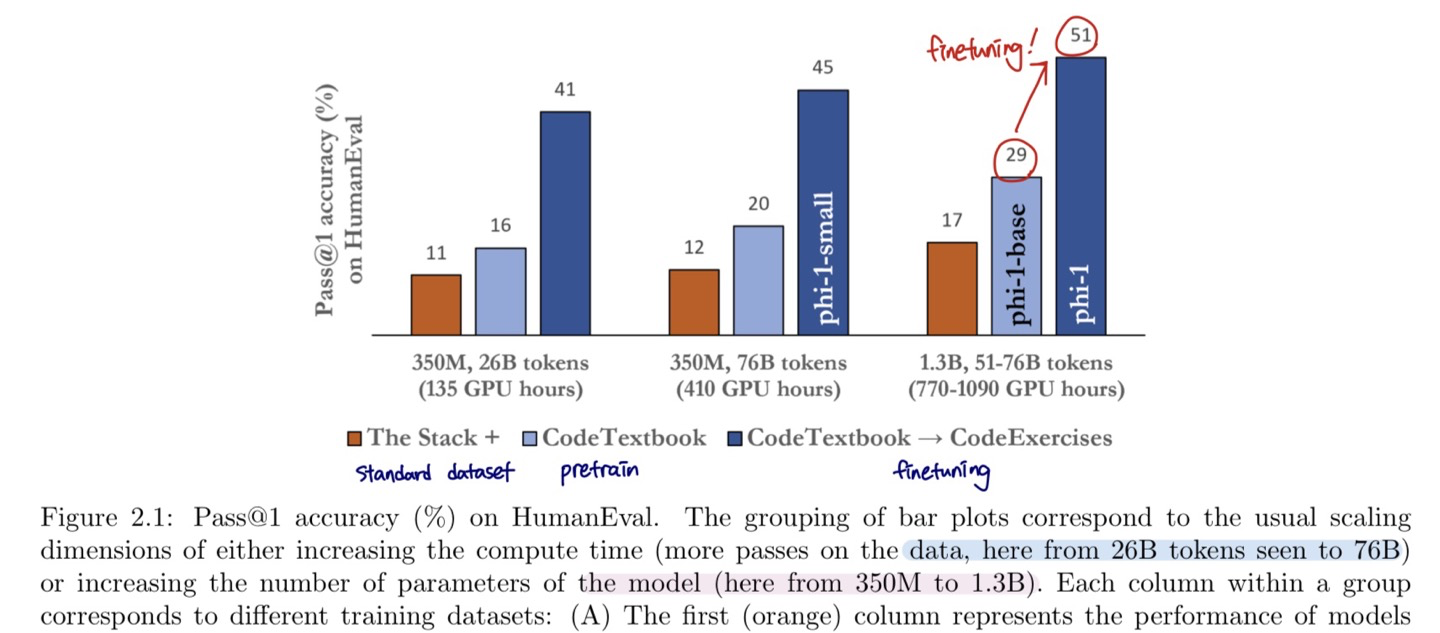 finetuning!
51
45
41
29
20
17
16
12
11
Pass@1 accuracy (%)
on HumanEval
phi-1-small
phi-1-base
phi-1
350M, 26B tokens
(135 GPU hours)
350M, 76B tokens
(410 GPU hours)
1.3B, 51-76B tokens
(770-1090 GPU hours)
The Stack + CodeTextbook CodeTextbook → CodeExercises
standard dataset pretrain finetuning
Figure 2.1: Pass@1 accuracy (%) on HumanEval. The grouping of bar plots correspond to the usual scaling
dimensions of either increasing the compute time (more passes on the data, here from 26B tokens seen to 76B)
or increasing the number of parameters of the model (here from 350M to 1.3B). Each column within a group
corresponds to different training datasets: (A) The first (orange) column represents the performance of models